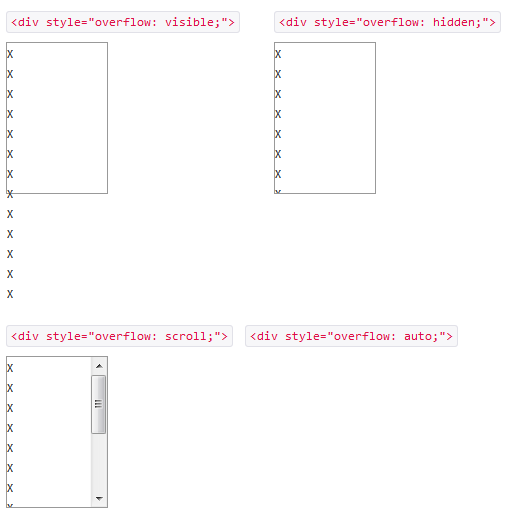 <div style="overflow: visible;">
X
X
X
X
X
X
X
X
X
X
X
X
X
<div style="overflow: hidden;">
X
X
X
X
X
X
X
X
<div style="overflow: scroll;">
X
X
X
X
X
X
X
X
<div style="overflow: auto;">